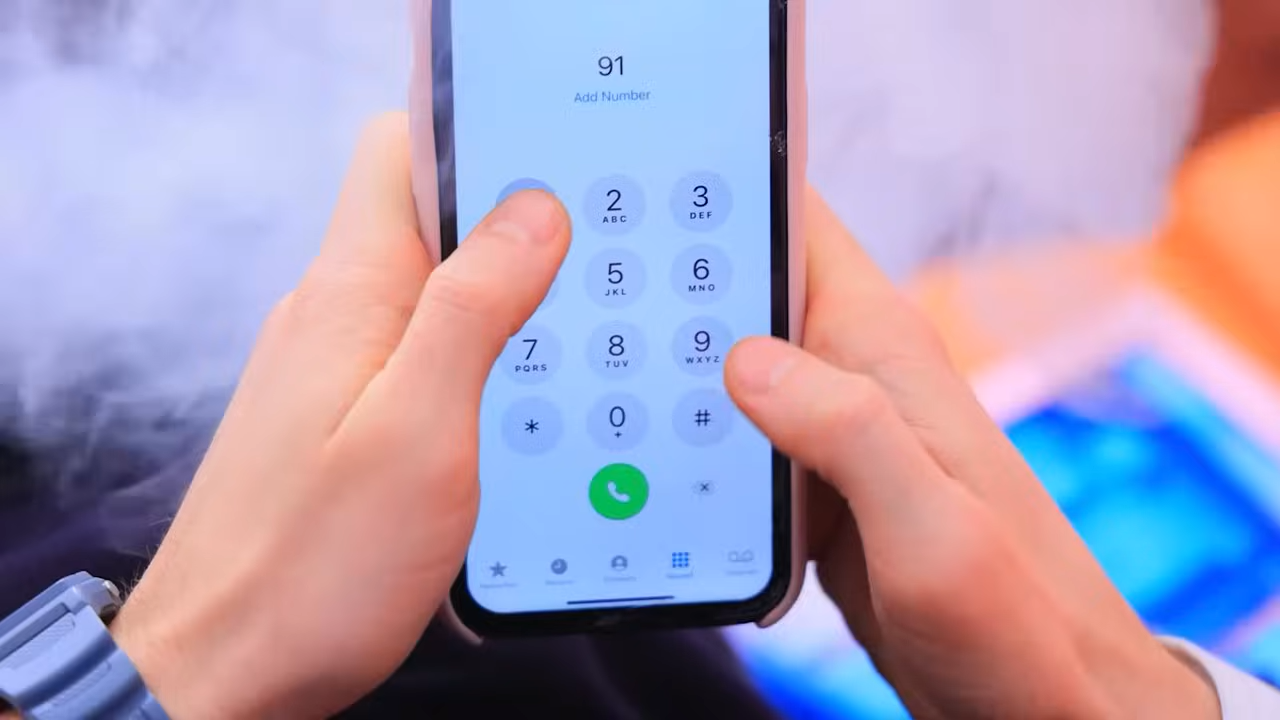 91
Add Number
2 3
ABC DEF
5 6
JKL MNO
7 8 9
PQRS TUV WXYZ
* 0 #
+